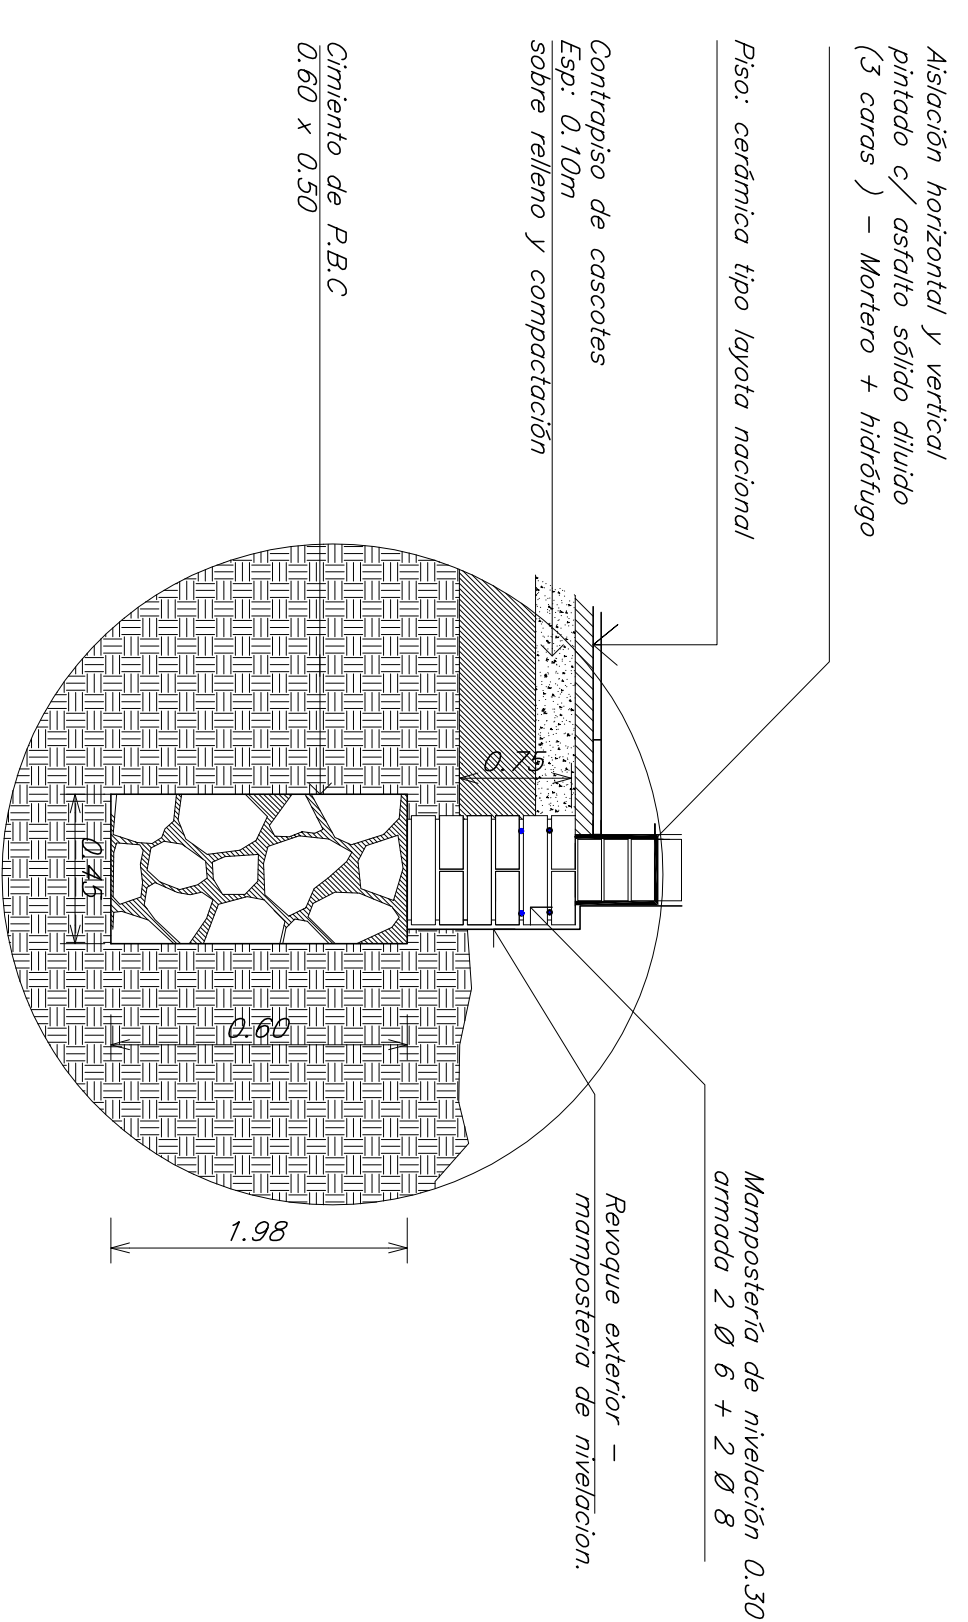 Aislación horizontal y vertical
pintado c/ asfalto sólido diluido
(3 caras ) - Mortero + hidrófugo
Piso: cerámica tipo layota nacional
Contrapiso de cascotes
Esp: 0.10m
sobre relleno y compactación
Cimiento de P.B.C
0.60 x 0.50
0.75
0.45
0.60
1.98
Mampostería de nivelación 0.30
armada 2 Ø 6 + 2 Ø 8
Revoque exterior -
mamposteria de nivelacion.